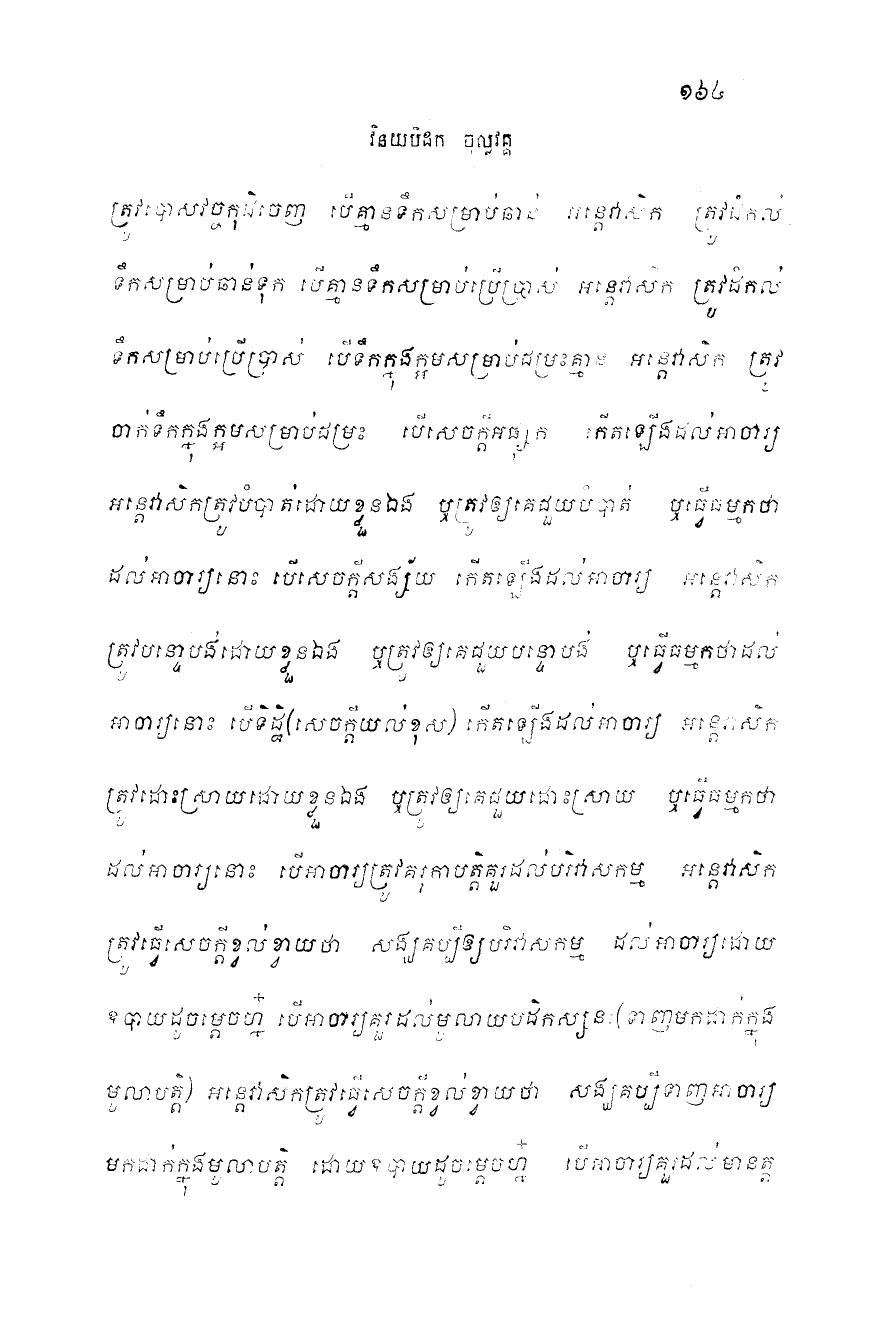 ១៦៤
វិនយបិដក ចុល្លវគ្គ
ត្រូវបោសវច្ចកុដិចេញ បើគ្មានទឹកសម្រាប់ឆាន់ អន្តេវាសិក ត្រូវដំកល់
ទឹកសម្រាប់ឆាន់ទុក បើគ្មានទឹកសម្រាប់ប្រើប្រាស់ អន្តេវាសិក ត្រូវដំកល់
ទឹកសម្រាប់ប្រើប្រាស់ បើទឹកក្នុងក្អមសម្រាប់ជម្រះគ្មាន អន្តេវាសិក ត្រូវ
ចាក់ទឹកក្នុងក្អមសម្រាប់ជម្រះ បើសេចក្តីអផ្សុក កើតឡើងដល់អាចារ្យ
អន្តេវាសិកត្រូវបំបាត់ដោយខ្លួនឯង ឬត្រូវឲ្យគេជួយបំបាត់ ឬធ្វើធម្មកថា
ដល់អាចារ្យនោះ បើសេចក្តីសង្ស័យ កើតឡើងដល់អាចារ្យ អន្តេវាសិក
ត្រូវបន្ទោបង់ដោយខ្លួនឯង ឬត្រូវឲ្យគេជួយបន្ទោបង់ ឬធ្វើធម្មកថាដល់
អាចារ្យនោះ បើទិដ្ឋិ(សេចក្តីយល់ខុស) កើតឡើងដល់អាចារ្យ អន្តេវាសិក
ត្រូវដោះស្រាយដោយខ្លួនឯង ឬត្រូវឲ្យគេជួយដោះស្រាយ ឬធ្វើធម្មកថា
ដល់អាចារ្យនោះ បើអាចារ្យត្រូវគរុកាបត្តិគួរដល់បរិវាសកម្ម អន្តេវាសិក
ត្រូវធ្វើសេចក្តីខ្វល់ខ្វាយថា សង្ឃគប្បីឲ្យបរិវាសកម្ម ដល់អាចារ្យដោយ
ឧបាយដូចម្តេចហ្ន៎ បើអាចារ្យគួរដល់មូលាយបដិកស្សនៈ(ទាញមកដាក់ក្នុង
មូលាបត្តិ) អន្តេវាសិកត្រូវធ្វើសេចក្តីខ្វល់ខ្វាយថា សង្ឃគប្បីទាញអាចារ្យ
មកដាក់ក្នុងមូលាបត្តិ ដោយឧបាយដូចម្តេចហ្ន៎ បើអាចារ្យគួរដល់មានត្ត